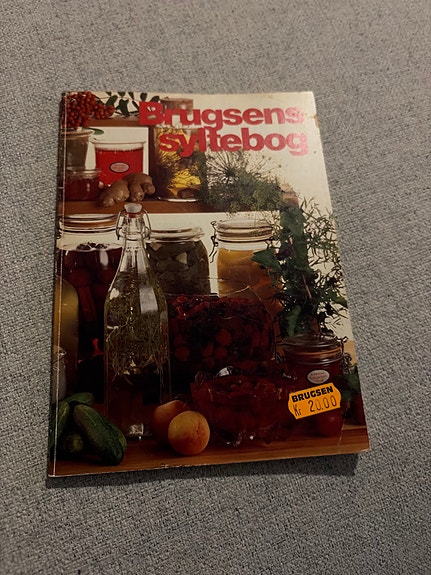 Brugsens
syltebog
BRUGSEN
Kr 20.00